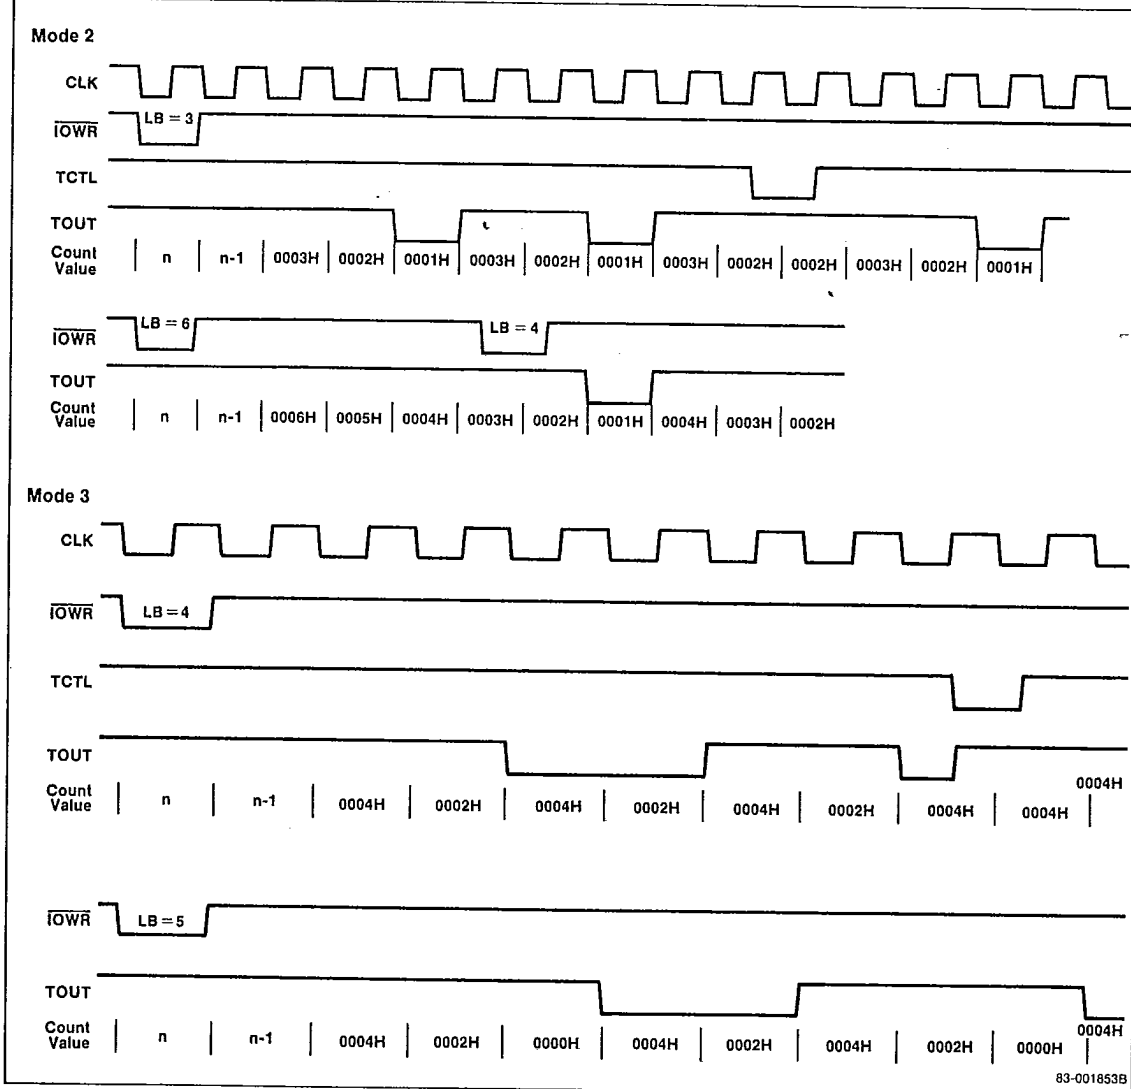 Mode 2
CLK
IOWR LB = 3
TCTL
TOUT
Count Value n n-1 0003H 0002H 0001H 0003H 0002H 0001H 0003H 0002H 0002H 0003H 0002H 0001H
IOWR LB = 6 LB = 4
TOUT
Count Value n n-1 0006H 0005H 0004H 0003H 0002H 0001H 0004H 0003H 0002H
Mode 3
CLK
IOWR LB = 4
TCTL
TOUT
Count Value n n-1 0004H 0002H 0004H 0002H 0004H 0002H 0004H 0004H 0004H
IOWR LB = 5
TOUT
Count Value n n-1 0004H 0002H 0000H 0004H 0002H 0004H 0002H 0000H 0004H
83-001853B